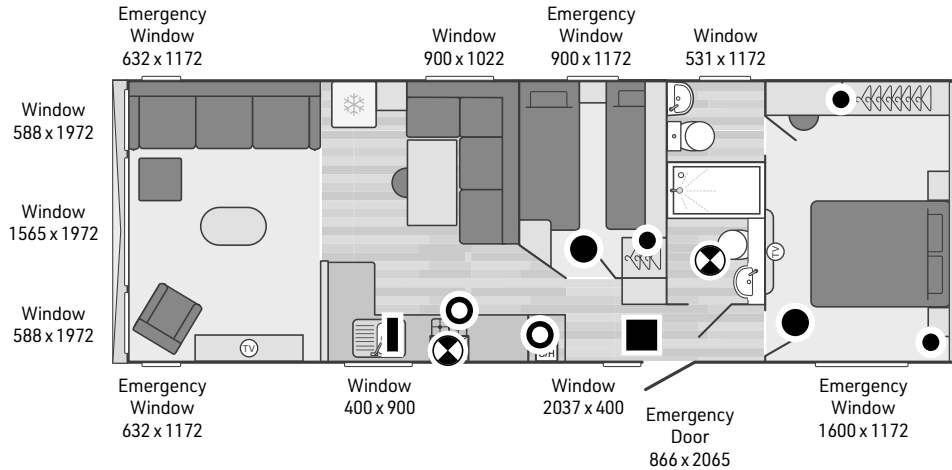 Emergency
Window
632 x 1172
Window
900 x 1022
Emergency
Window
900 x 1172
Window
531 x 1172
Window
588 x 1972
Window
1565 x 1972
Window
588 x 1972
TV
TV
Emergency
Window
632 x 1172
Window
400 x 900
Window
2037 x 400
Emergency
Door
866 x 2065
Emergency
Window
1600 x 1172